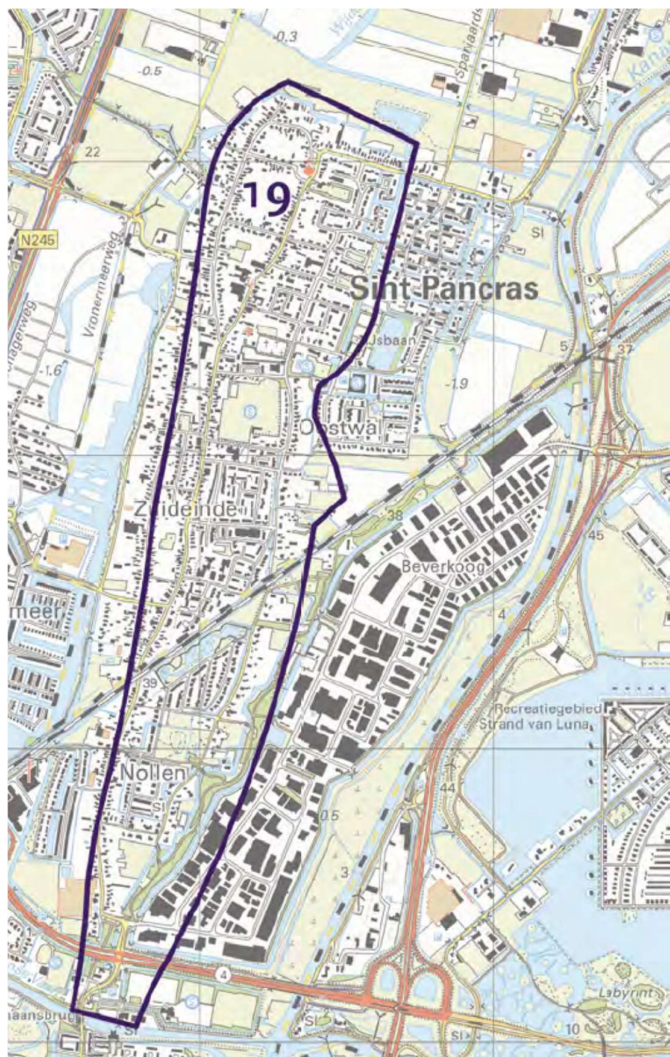 -0.3
-0.5
Spanjaards
22
19
N245
Vronermeerweg
SI
Sint Pancras
IJsbaan
5
37
-1.6
-1.9
Oostwal
Zuideinde
38
45
Beverkoog
meer
4
39
Recreatiegebied
Strand van Luna
Nollen
SI
0.5
44
3
4
Labyrint
SI
SI
SI
10